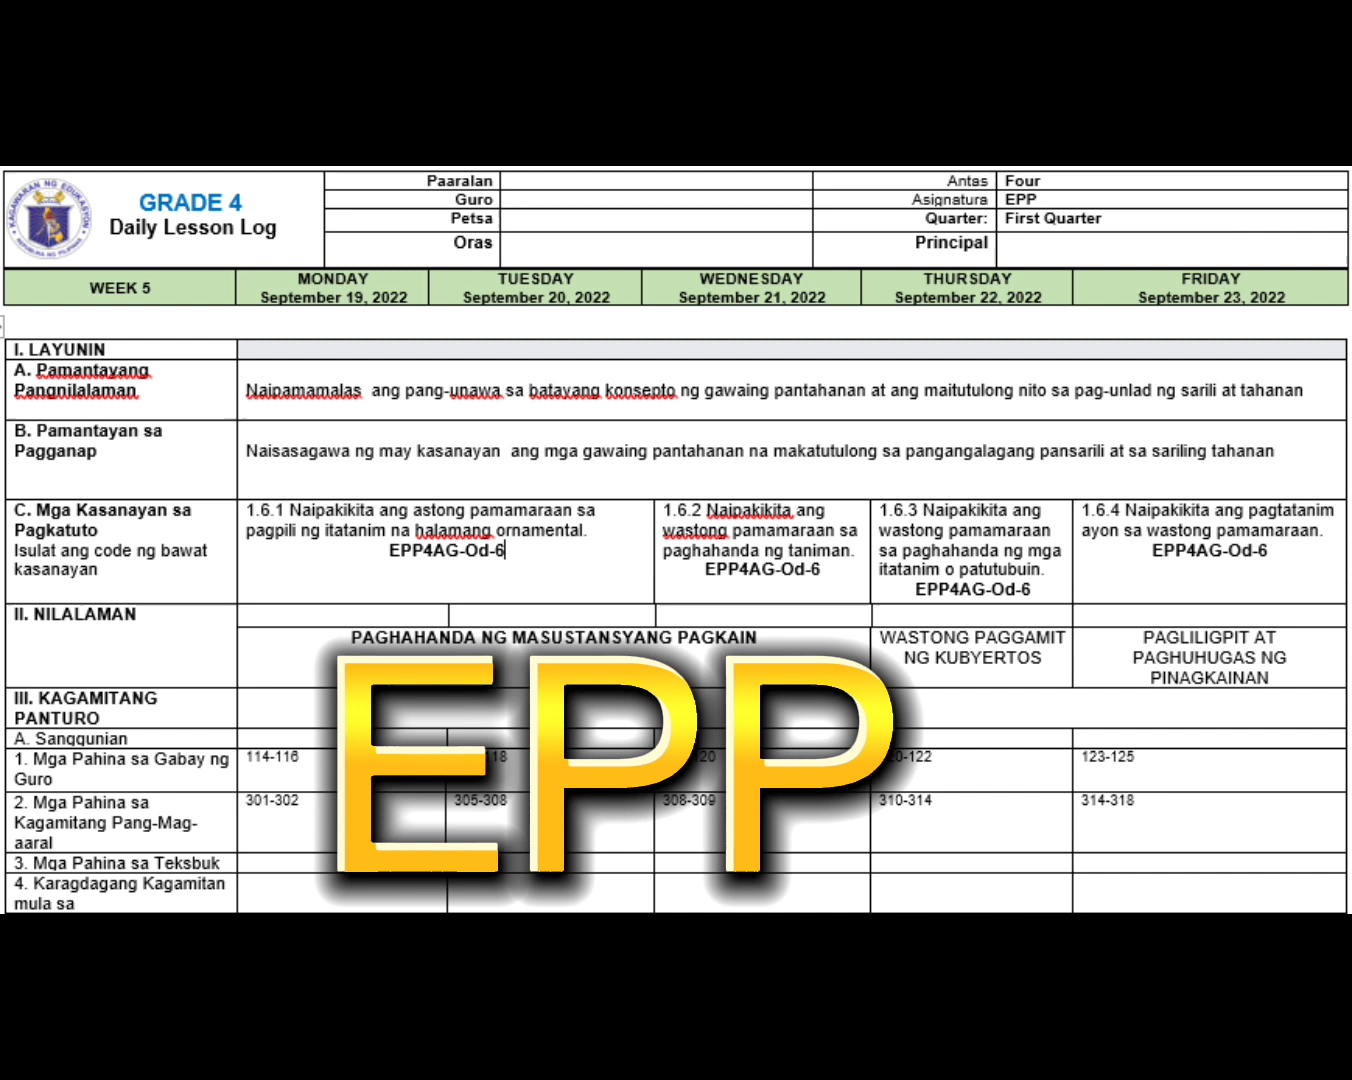 KAGAWARAN NG EDUKASYON
REPUBLIKA NG PILIPINAS
GRADE 4
Daily Lesson Log
Paaralan
Guro
Petsa
Oras
Antas Four
Asignatura EPP
Quarter: First Quarter
Principal
WEEK 5
MONDAY
September 19, 2022
TUESDAY
September 20, 2022
WEDNESDAY
September 21, 2022
THURSDAY
September 22, 2022
FRIDAY
September 23, 2022
I. LAYUNIN
A. Pamantayang
Pangnilalaman
Naipamamalas ang pang-unawa sa batayang konsepto ng gawaing pantahanan at ang maitutulong nito sa pag-unlad ng sarili at tahanan
B. Pamantayan sa
Pagganap
Naisasagawa ng may kasanayan ang mga gawaing pantahanan na makatutulong sa pangangalagang pansarili at sa sariling tahanan
C. Mga Kasanayan sa
Pagkatuto
Isulat ang code ng bawat
kasanayan
1.6.1 Naipakikita ang astong pamamaraan sa
pagpili ng itatanim na halamang ornamental.
EPP4AG-Od-6
1.6.2 Naipakikita ang
wastong pamamaraan sa
paghahanda ng taniman.
EPP4AG-Od-6
1.6.3 Naipakikita ang
wastong pamamaraan
sa paghahanda ng mga
itatanim o patutubuin.
EPP4AG-Od-6
1.6.4 Naipakikita ang pagtatanim
ayon sa wastong pamamaraan.
EPP4AG-Od-6
II. NILALAMAN
PAGHAHANDA NG MASUSTANSYANG PAGKAIN
WASTONG PAGGAMIT
NG KUBYERTOS
PAGLILIGPIT AT
PAGHUHUGAS NG
PINAGKAINAN
III. KAGAMITANG
PANTURO
A. Sanggunian
1. Mga Pahina sa Gabay ng
Guro
114-116
123-125
2. Mga Pahina sa
Kagamitang Pang-Mag-
aaral
301-302
305-308
308-309
310-314
314-318
3. Mga Pahina sa Teksbuk
4. Karagdagang Kagamitan
mula sa
EPP